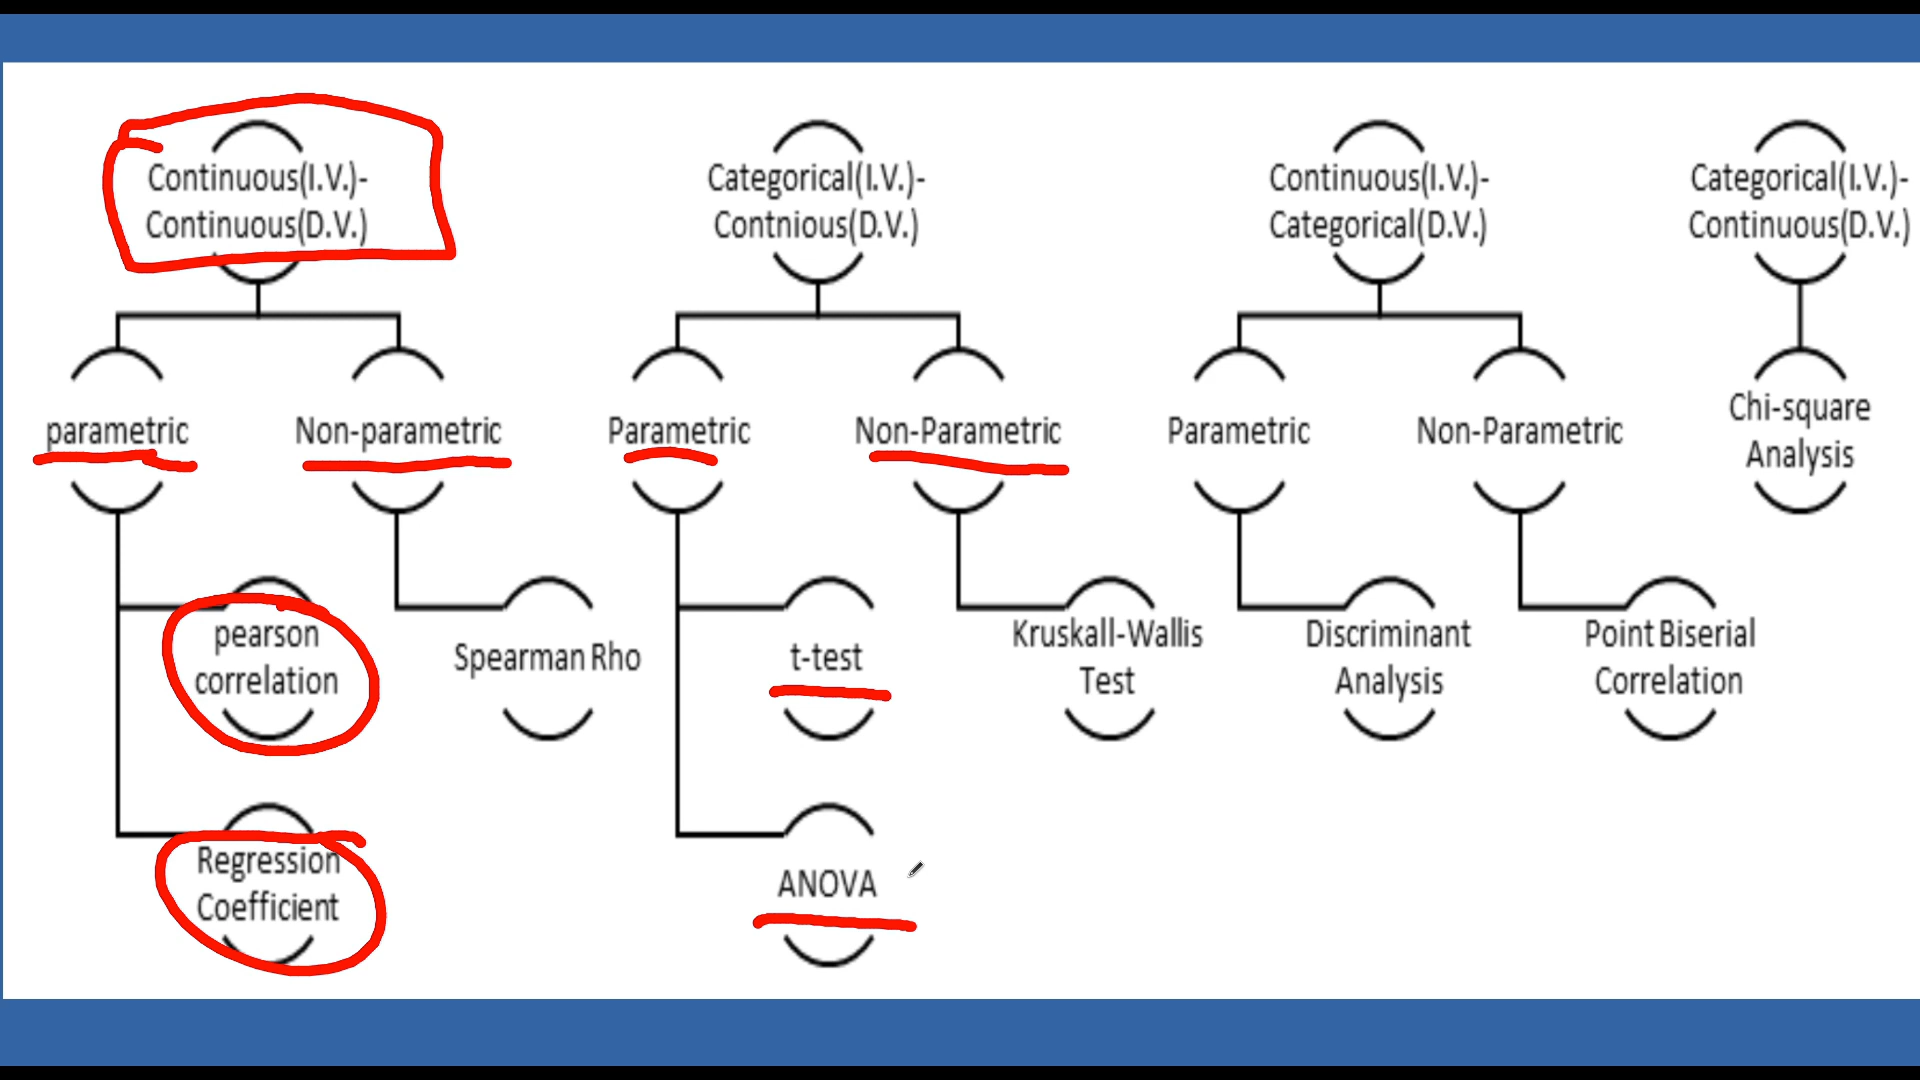 Continuous(I.V.)-
Continuous(D.V.)
Categorical(I.V.)-
Contnious(D.V.)
Continuous(I.V.)-
Categorical(D.V.)
Categorical(I.V.)-
Continuous(D.V.)
parametric
Non-parametric
Parametric
Non-Parametric
Parametric
Non-Parametric
Chi-square
Analysis
pearson
correlation
Spearman Rho
t-test
Kruskall-Wallis
Test
Discriminant
Analysis
Point Biserial
Correlation
Regression
Coefficient
ANOVA